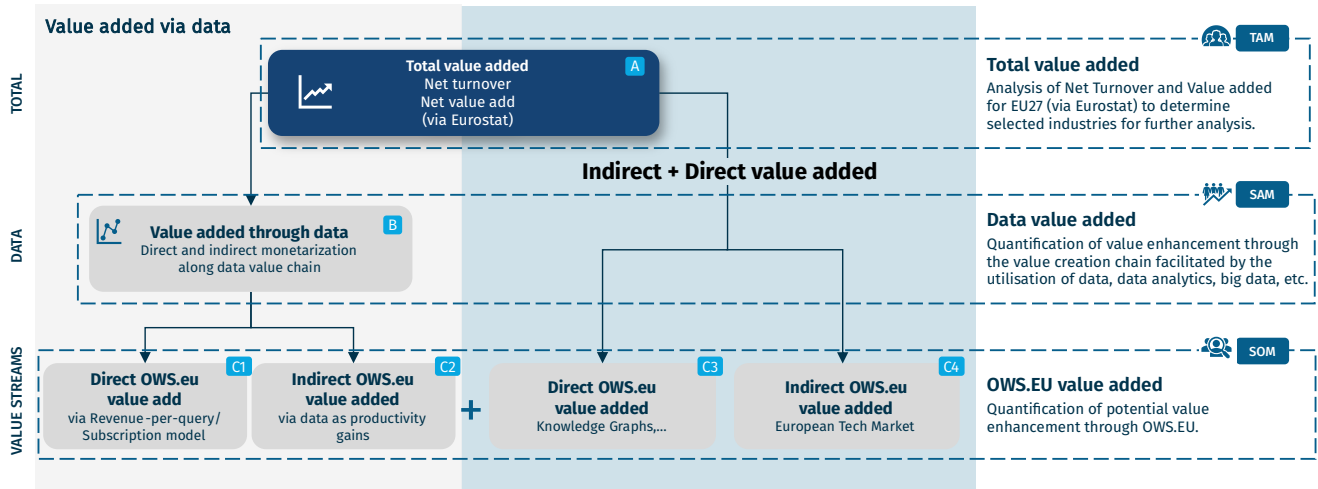 Value added via data
TOTAL
Total value added
A
Net turnover
Net value add
(via Eurostat)
TAM
Total value added
Analysis of Net Turnover and Value added
for EU27 (via Eurostat) to determine
selected industries for further analysis.
Indirect + Direct value added
DATA
Value added through data
B
Direct and indirect monetarization
along data value chain
SAM
Data value added
Quantification of value enhancement through
the value creation chain facilitated by the
utilisation of data, data analytics, big data, etc.
VALUE STREAMS
C1
Direct OWS.eu
value add
via Revenue-per-query/
Subscription model
C2
Indirect OWS.eu
value added
via data as productivity
gains
+
C3
Direct OWS.eu
value added
Knowledge Graphs,...
C4
Indirect OWS.eu
value added
European Tech Market
SOM
OWS.EU value added
Quantification of potential value
enhancement through OWS.EU.